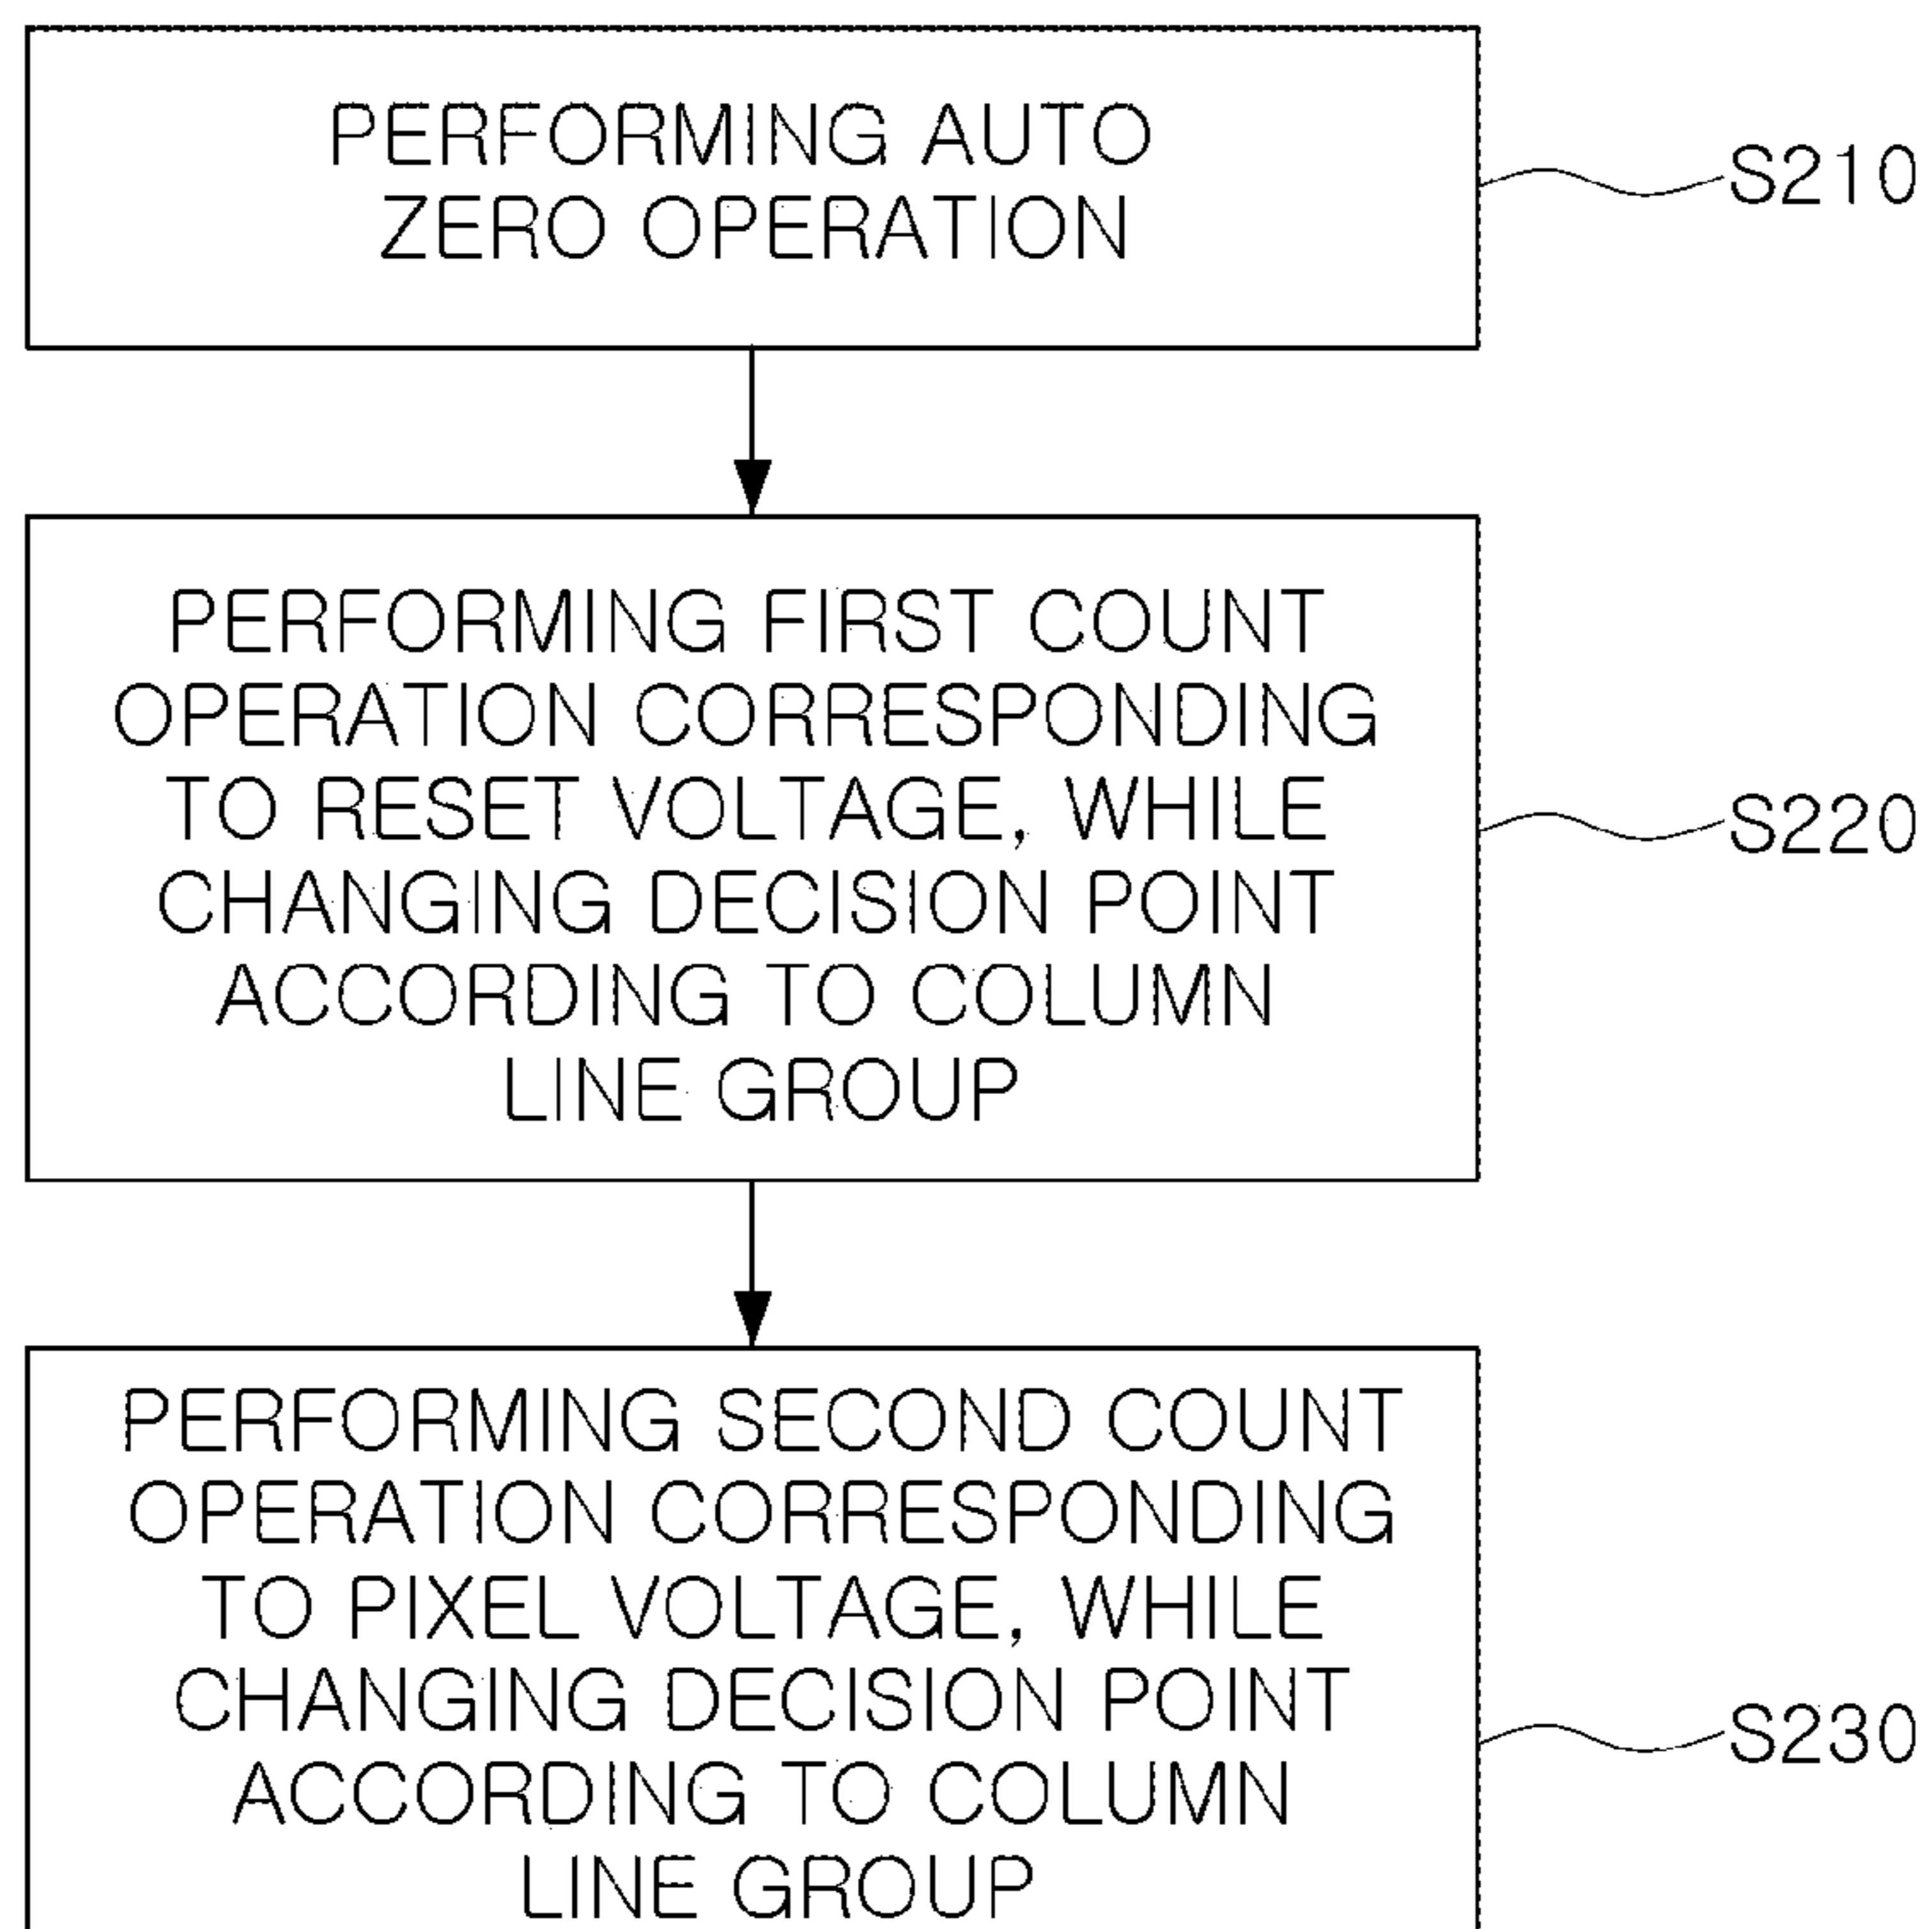 PERFORMING AUTO
ZERO OPERATION
S210
PERFORMING FIRST COUNT
OPERATION CORRESPONDING
TO RESET VOLTAGE, WHILE
CHANGING DECISION POINT
ACCORDING TO COLUMN
LINE GROUP
S220
PERFORMING SECOND COUNT
OPERATION CORRESPONDING
TO PIXEL VOLTAGE, WHILE
CHANGING DECISION POINT
ACCORDING TO COLUMN
LINE GROUP
S230